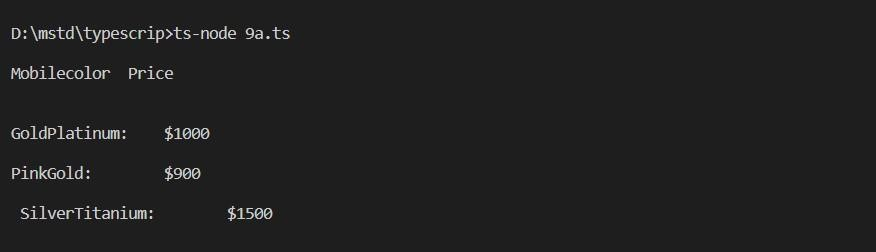 D:\mstd\typescrip>ts-node 9a.ts
Mobilecolor  Price
GoldPlatinum:    $1000
PinkGold:        $900
 SilverTitanium:        $1500